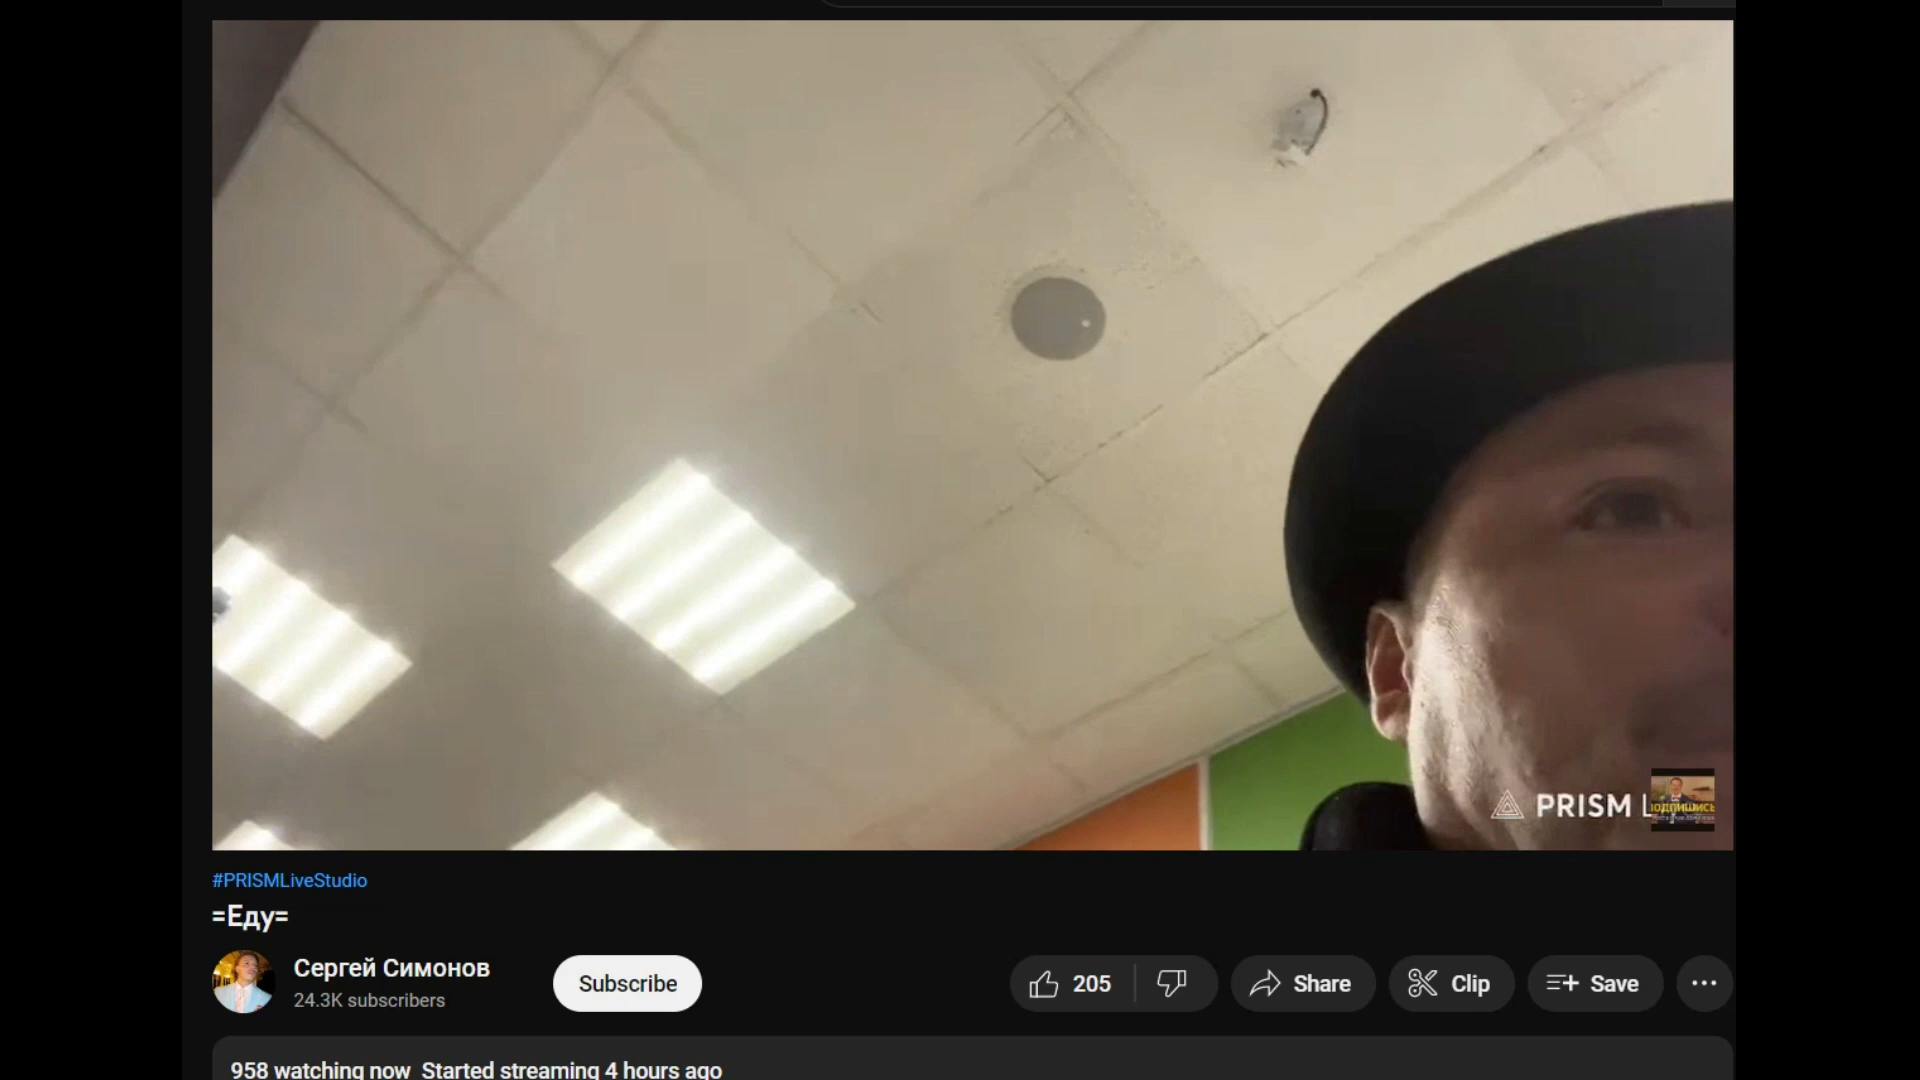 PRISM L
ПОДПИШИСЬ
#PRISMLiveStudio
=Еду=
Сергей Симонов
24.3K subscribers
Subscribe
205
Share
Clip
Save
958 watching now Started streaming 4 hours ago